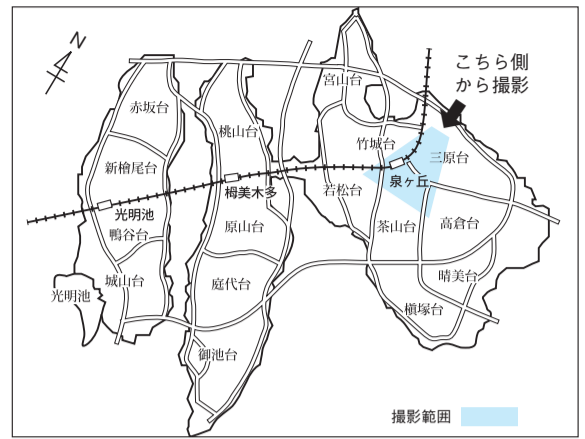 N
こちら側
から撮影
宮山台
赤坂台
桃山台
竹城台
三原台
新檜尾台
栂美木多
泉ヶ丘
若松台
光明池
鴨谷台
原山台
茶山台
高倉台
城山台
庭代台
晴美台
光明池
槇塚台
御池台
撮影範囲